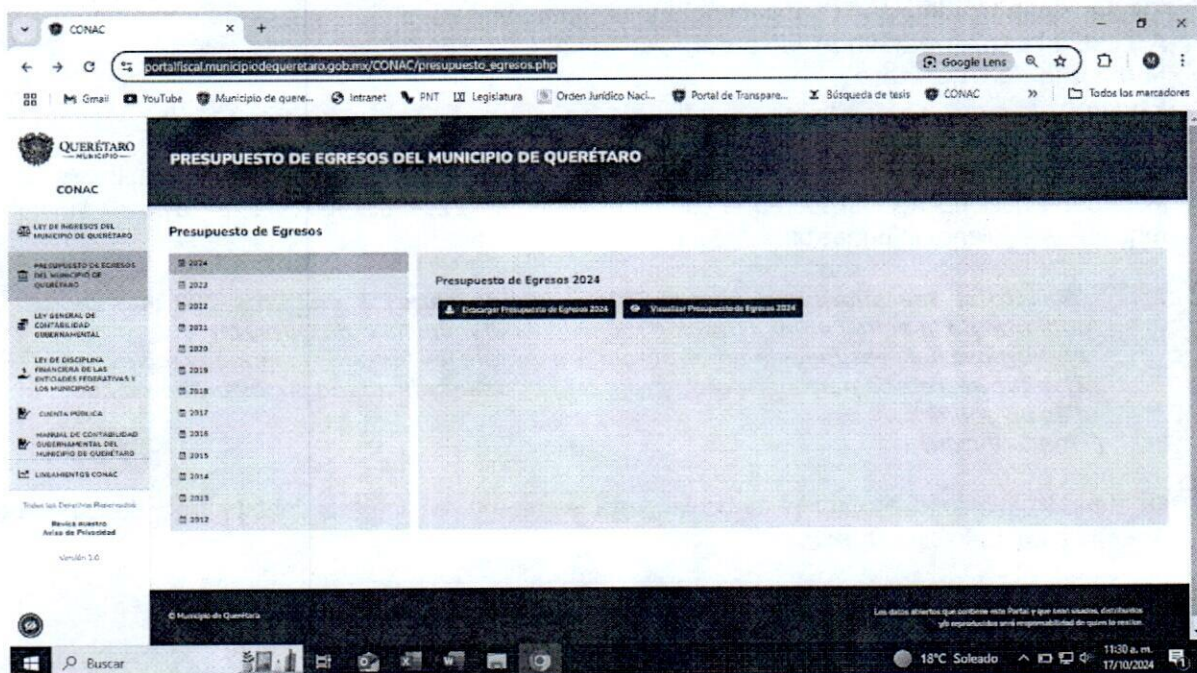 CONAC
portalfiscal.municipiodequeretaro.gob.mx/CONAC/presupuesto_egresos.php
Google Lens
M
Gmail
YouTube
Municipio de quere...
Intranet
PNT
Legislatura
Orden Jurídico Naci...
Portal de Transpare...
Búsqueda de tesis
CONAC
Todos los marcadores
QUERÉTARO
MUNICIPIO
CONAC
LEY DE INGRESOS DEL
MUNICIPIO DE QUERÉTARO
PRESUPUESTO DE EGRESOS
DEL MUNICIPIO DE
QUERÉTARO
LEY GENERAL DE
CONTABILIDAD
GUBERNAMENTAL
LEY DE DISCIPLINA
FINANCIERA DE LAS
ENTIDADES FEDERATIVAS Y
LOS MUNICIPIOS
CUENTA PÚBLICA
MANUAL DE CONTABILIDAD
GUBERNAMENTAL DEL
MUNICIPIO DE QUERÉTARO
LINEAMIENTOS CONAC
Todos los Derechos Reservados
Revisa nuestro
Aviso de Privacidad
Versión 1.0
PRESUPUESTO DE EGRESOS DEL MUNICIPIO DE QUERÉTARO
Presupuesto de Egresos
2024
2023
2022
2021
2020
2019
2018
2017
2016
2015
2014
2013
2012
Presupuesto de Egresos 2024
Descargar Presupuesto de Egresos 2024
Visualizar Presupuesto de Egresos 2024
© Municipio de Querétaro
Los datos abiertos que contiene este Portal y que sean usados, distribuidos
y/o reproducidos será responsabilidad de quien lo realice.
Buscar
18°C Soleado
11:30 a. m.
17/10/2024